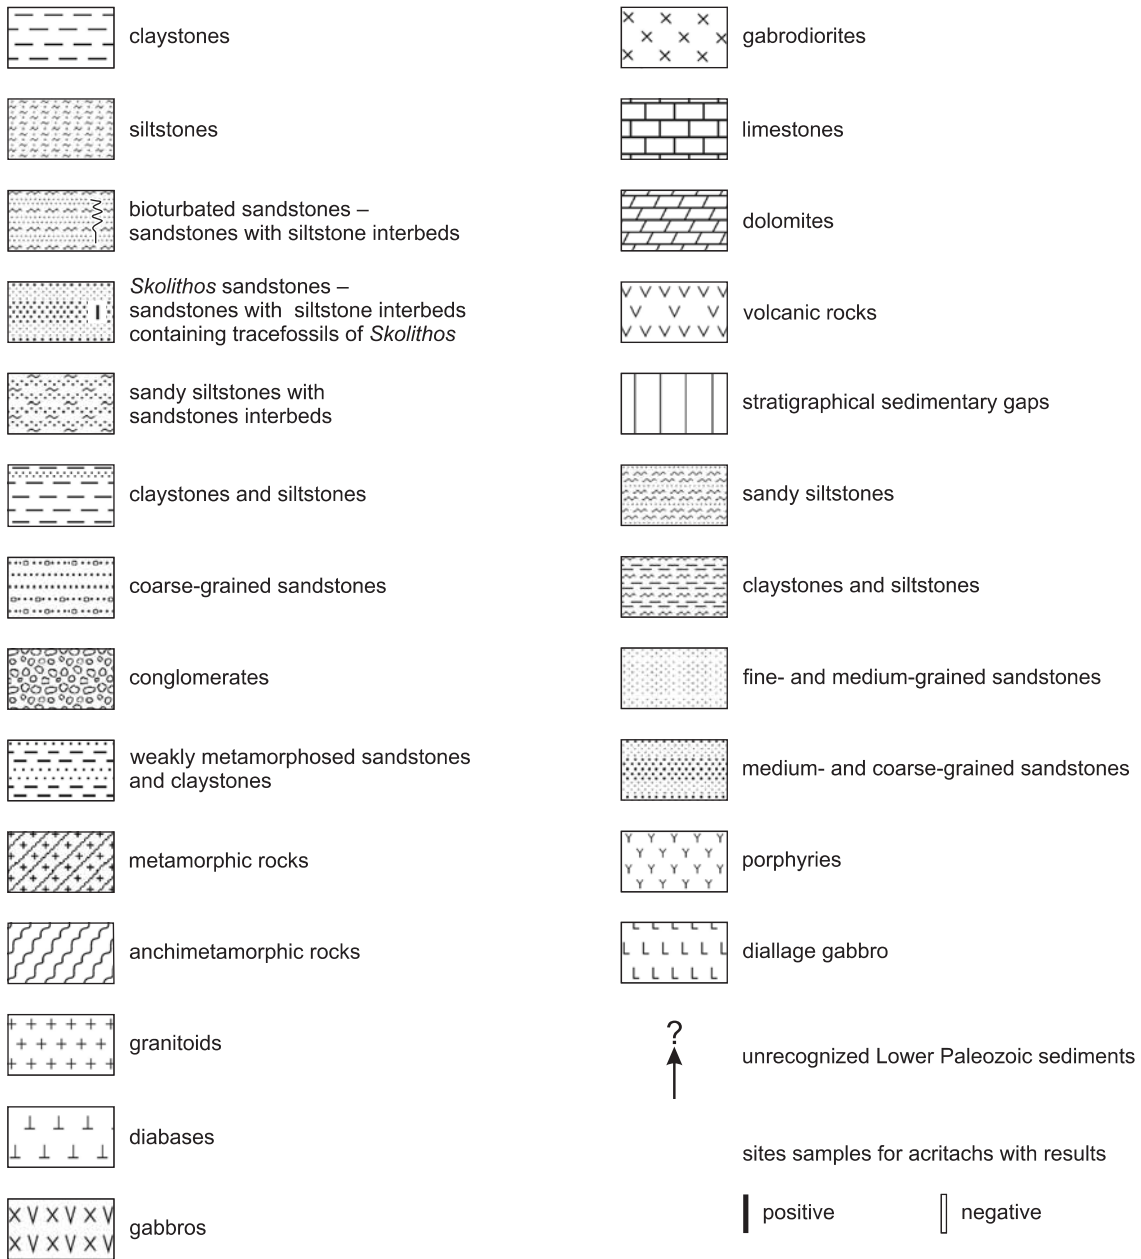 claystones
siltstones
bioturbated sandstones –
sandstones with siltstone interbeds
Skolithos sandstones –
sandstones with siltstone interbeds
containing tracefossils of Skolithos
sandy siltstones with
sandstones interbeds
claystones and siltstones
coarse-grained sandstones
conglomerates
weakly metamorphosed sandstones
and claystones
metamorphic rocks
anchimetamorphic rocks
granitoids
diabases
gabbros
gabrodiorites
limestones
dolomites
volcanic rocks
stratigraphical sedimentary gaps
sandy siltstones
claystones and siltstones
fine- and medium-grained sandstones
medium- and coarse-grained sandstones
porphyries
diallage gabbro
?
unrecognized Lower Paleozoic sediments
sites samples for acritachs with results
positive
negative